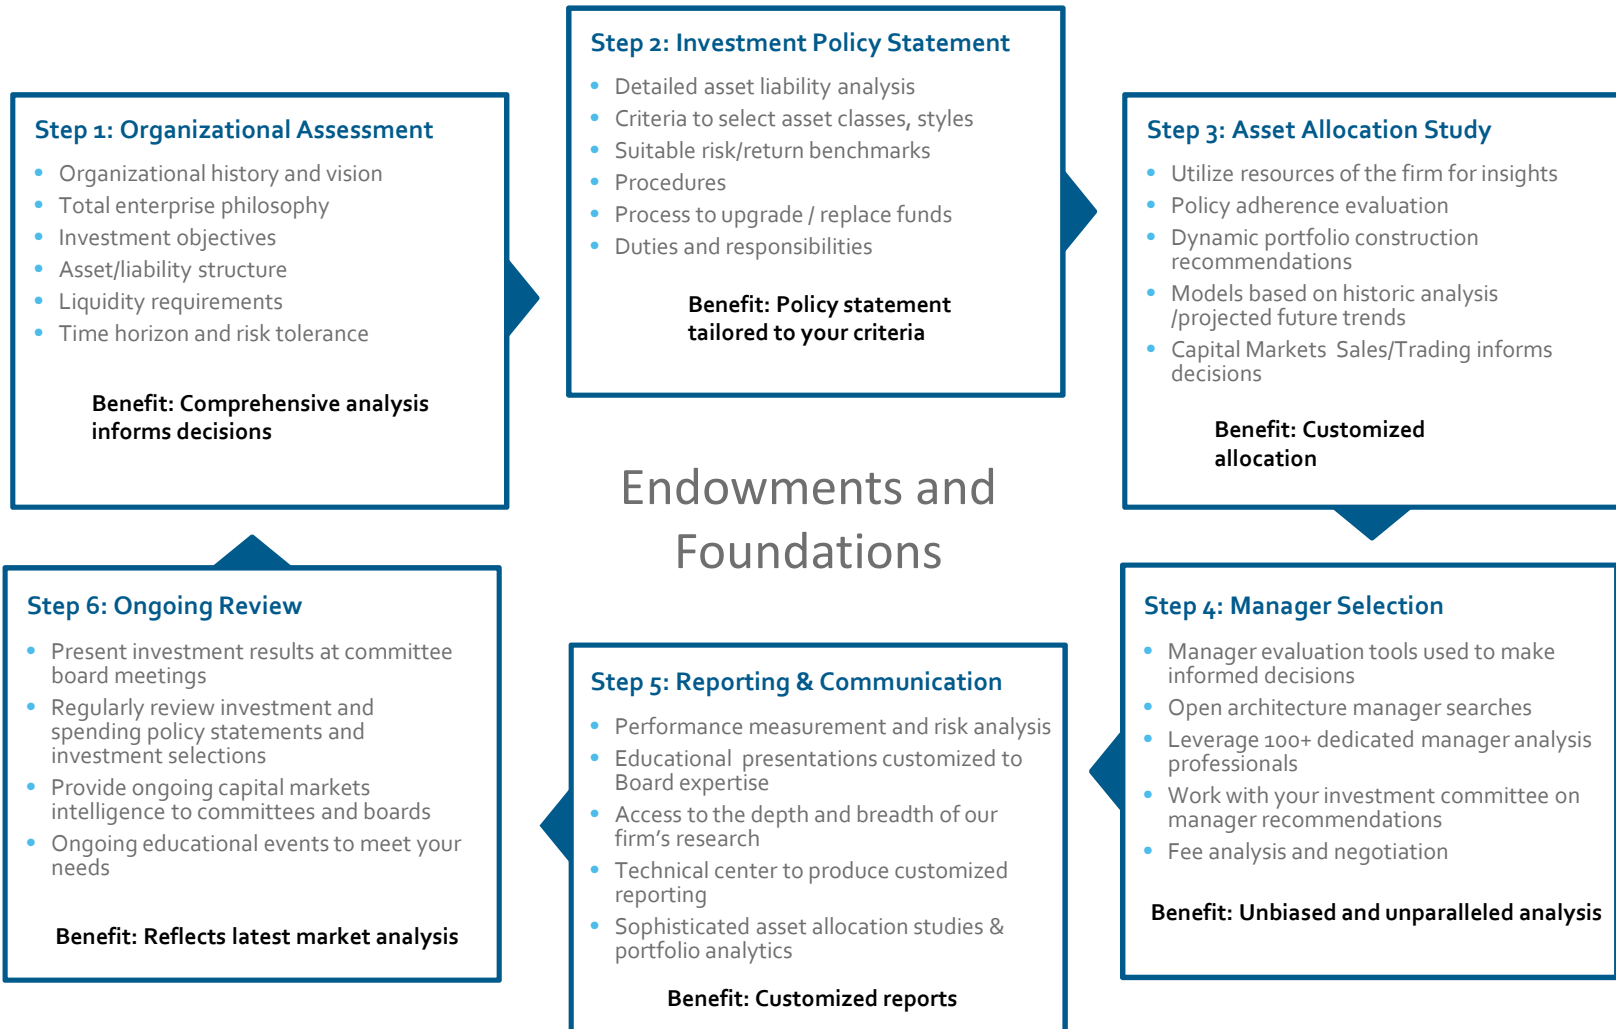 Step 1: Organizational Assessment
• Organizational history and vision
• Total enterprise philosophy
• Investment objectives
• Asset/liability structure
• Liquidity requirements
• Time horizon and risk tolerance
Benefit: Comprehensive analysis
informs decisions
Step 2: Investment Policy Statement
• Detailed asset liability analysis
• Criteria to select asset classes, styles
• Suitable risk/return benchmarks
• Procedures
• Process to upgrade / replace funds
• Duties and responsibilities
Benefit: Policy statement
tailored to your criteria
Step 3: Asset Allocation Study
• Utilize resources of the firm for insights
• Policy adherence evaluation
• Dynamic portfolio construction
recommendations
• Models based on historic analysis
/projected future trends
• Capital Markets Sales/Trading informs
decisions
Benefit: Customized
allocation
Endowments and
Foundations
Step 4: Manager Selection
• Manager evaluation tools used to make
informed decisions
• Open architecture manager searches
• Leverage 100+ dedicated manager analysis
professionals
• Work with your investment committee on
manager recommendations
• Fee analysis and negotiation
Benefit: Unbiased and unparalleled analysis
Step 5: Reporting & Communication
• Performance measurement and risk analysis
• Educational presentations customized to
Board expertise
• Access to the depth and breadth of our
firm's research
• Technical center to produce customized
reporting
• Sophisticated asset allocation studies &
portfolio analytics
Benefit: Customized reports
Step 6: Ongoing Review
• Present investment results at committee
board meetings
• Regularly review investment and
spending policy statements and
investment selections
• Provide ongoing capital markets
intelligence to committees and boards
• Ongoing educational events to meet your
needs
Benefit: Reflects latest market analysis